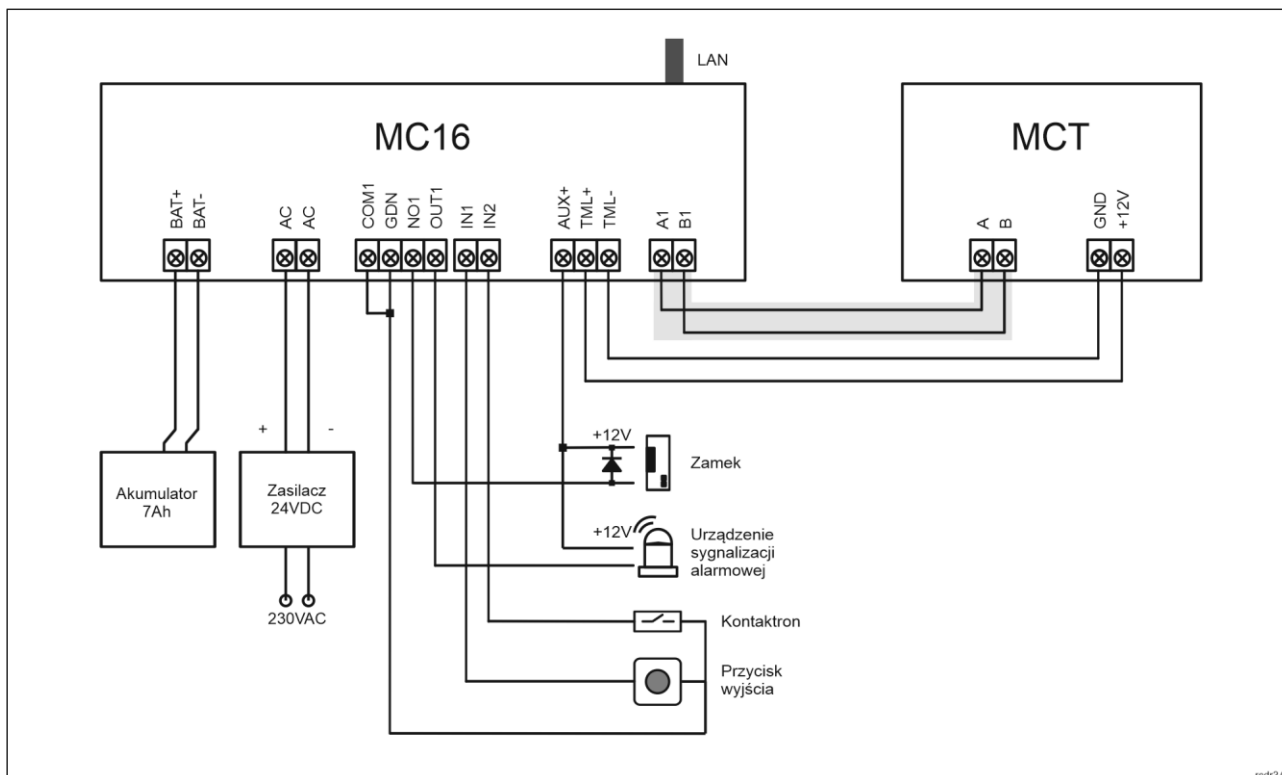 LAN
MC16
MCT
BAT+
BAT-
AC
AC
COM1
GDN
NO1
OUT1
IN1
IN2
AUX+
TML+
TML-
A1
B1
A
B
GND
+12V
+
-
Akumulator
7Ah
Zasilacz
24VDC
230VAC
+12V
Zamek
+12V
Urządzenie
sygnalizacji
alarmowej
Kontaktron
Przycisk
wyjścia